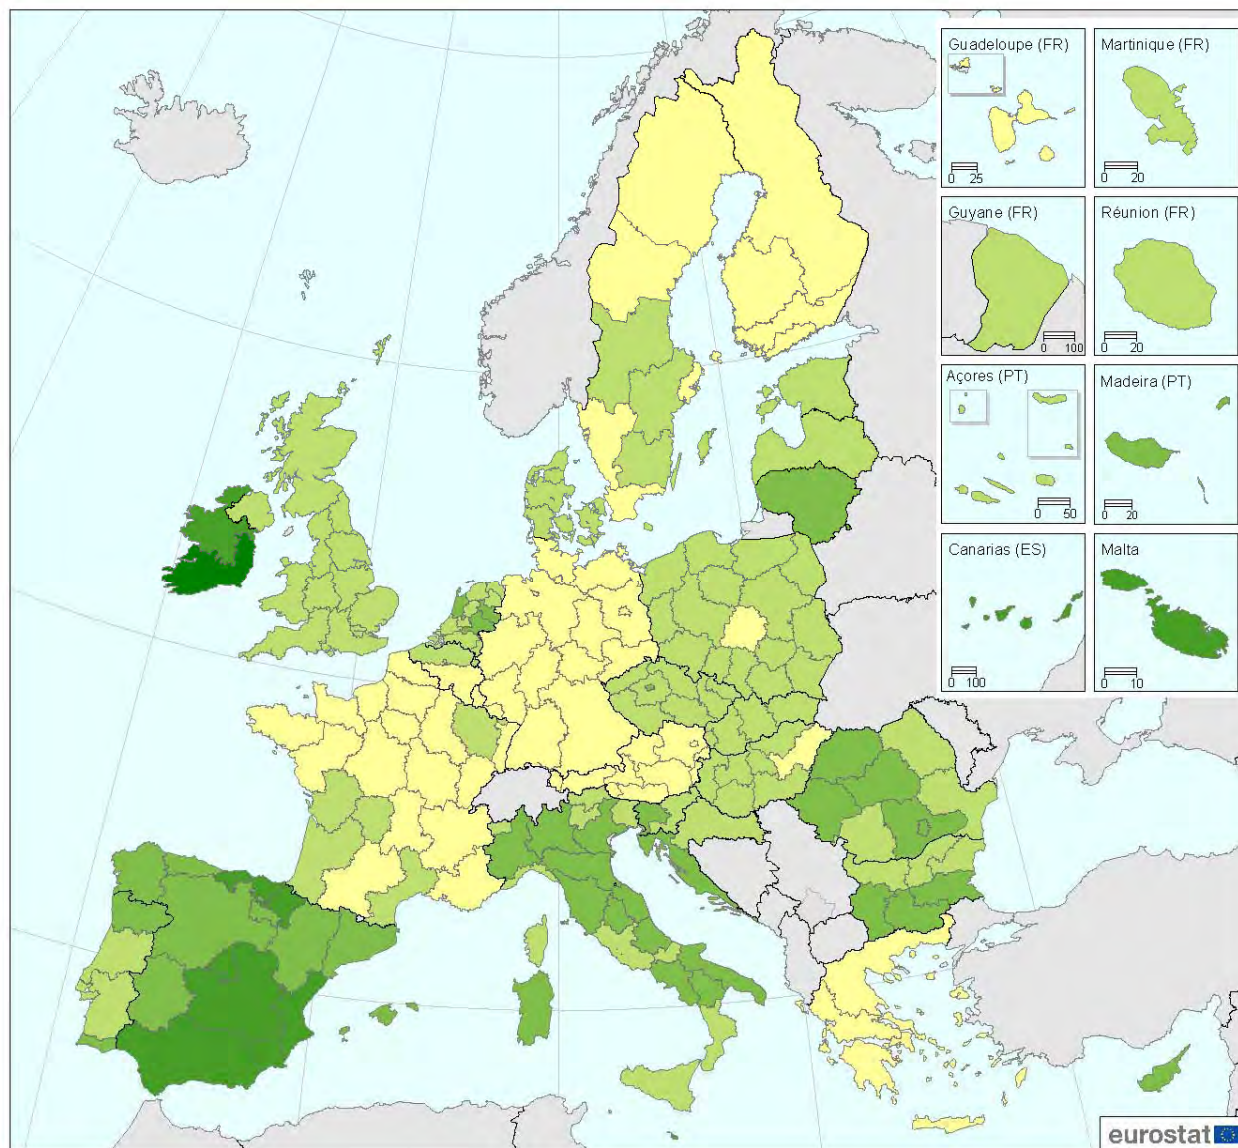 Guadeloupe (FR)
0 25
Martinique (FR)
0 20
Guyane (FR)
0 100
Réunion (FR)
0 20
Açores (PT)
0 50
Madeira (PT)
0 20
Canarias (ES)
0 100
Malta
0 10
eurostat